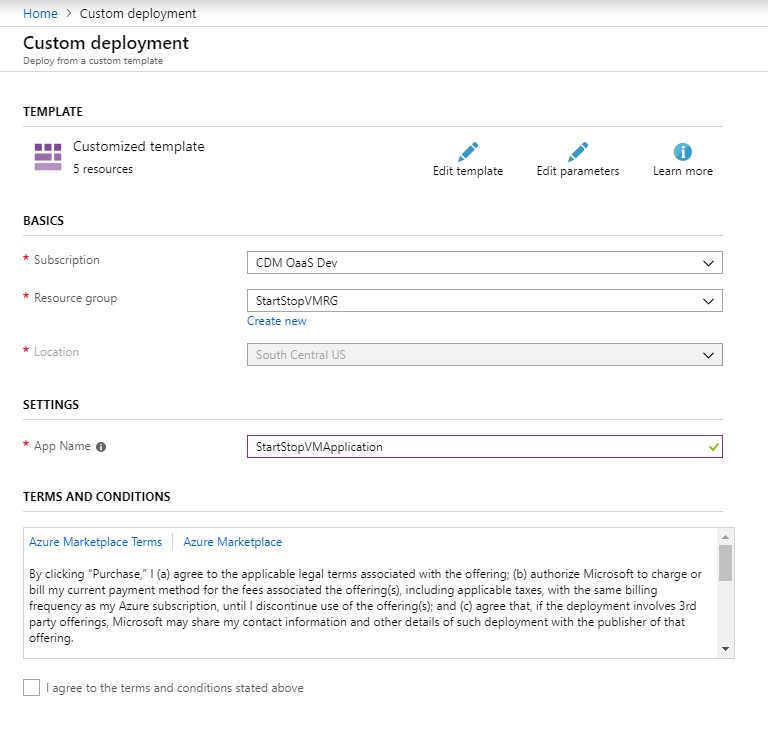 Home > Custom deployment
Custom deployment
Deploy from a custom template
TEMPLATE
Customized template
5 resources
Edit template
Edit parameters
Learn more
BASICS
* Subscription
CDM OaaS Dev
* Resource group
StartStopVMRG
Create new
* Location
South Central US
SETTINGS
* App Name
StartStopVMApplication
TERMS AND CONDITIONS
Azure Marketplace Terms | Azure Marketplace
By clicking “Purchase,” I (a) agree to the applicable legal terms associated with the offering; (b) authorize Microsoft to charge or
bill my current payment method for the fees associated the offering(s), including applicable taxes, with the same billing
frequency as my Azure subscription, until I discontinue use of the offering(s); and (c) agree that, if the deployment involves 3rd
party offerings, Microsoft may share my contact information and other details of such deployment with the publisher of that
offering.
I agree to the terms and conditions stated above